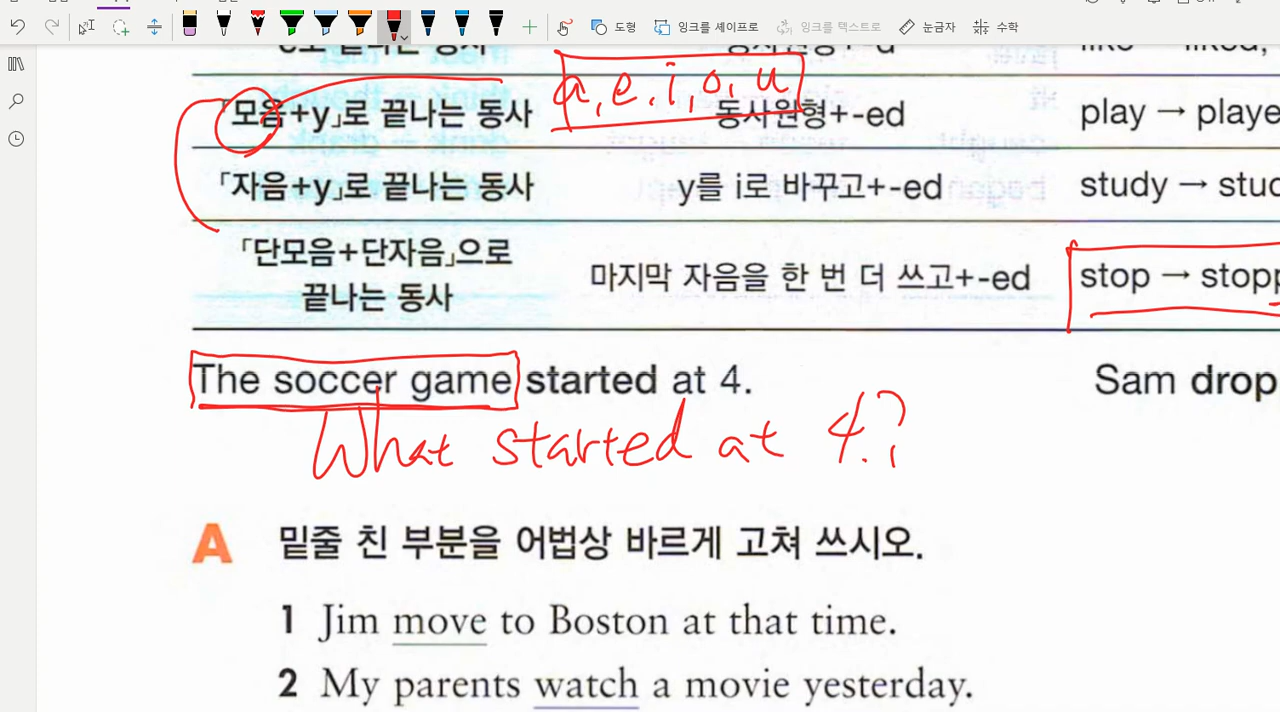 도형 잉크를 셰이프로 잉크를 텍스트로 눈금자 수학
a, e, i, o, u
「모음+y」로 끝나는 동사 동사원형+-ed play → playe
「자음+y」로 끝나는 동사 y를 i로 바꾸고+-ed study →
「단모음+단자음」으로
끝나는 동사 마지막 자음을 한 번 더 쓰고+-ed stop → stopp
The soccer game started at 4. Sam drop
What started at 4.?
A 밑줄 친 부분을 어법상 바르게 고쳐 쓰시오.
1 Jim move to Boston at that time.
2 My parents watch a movie yesterday.